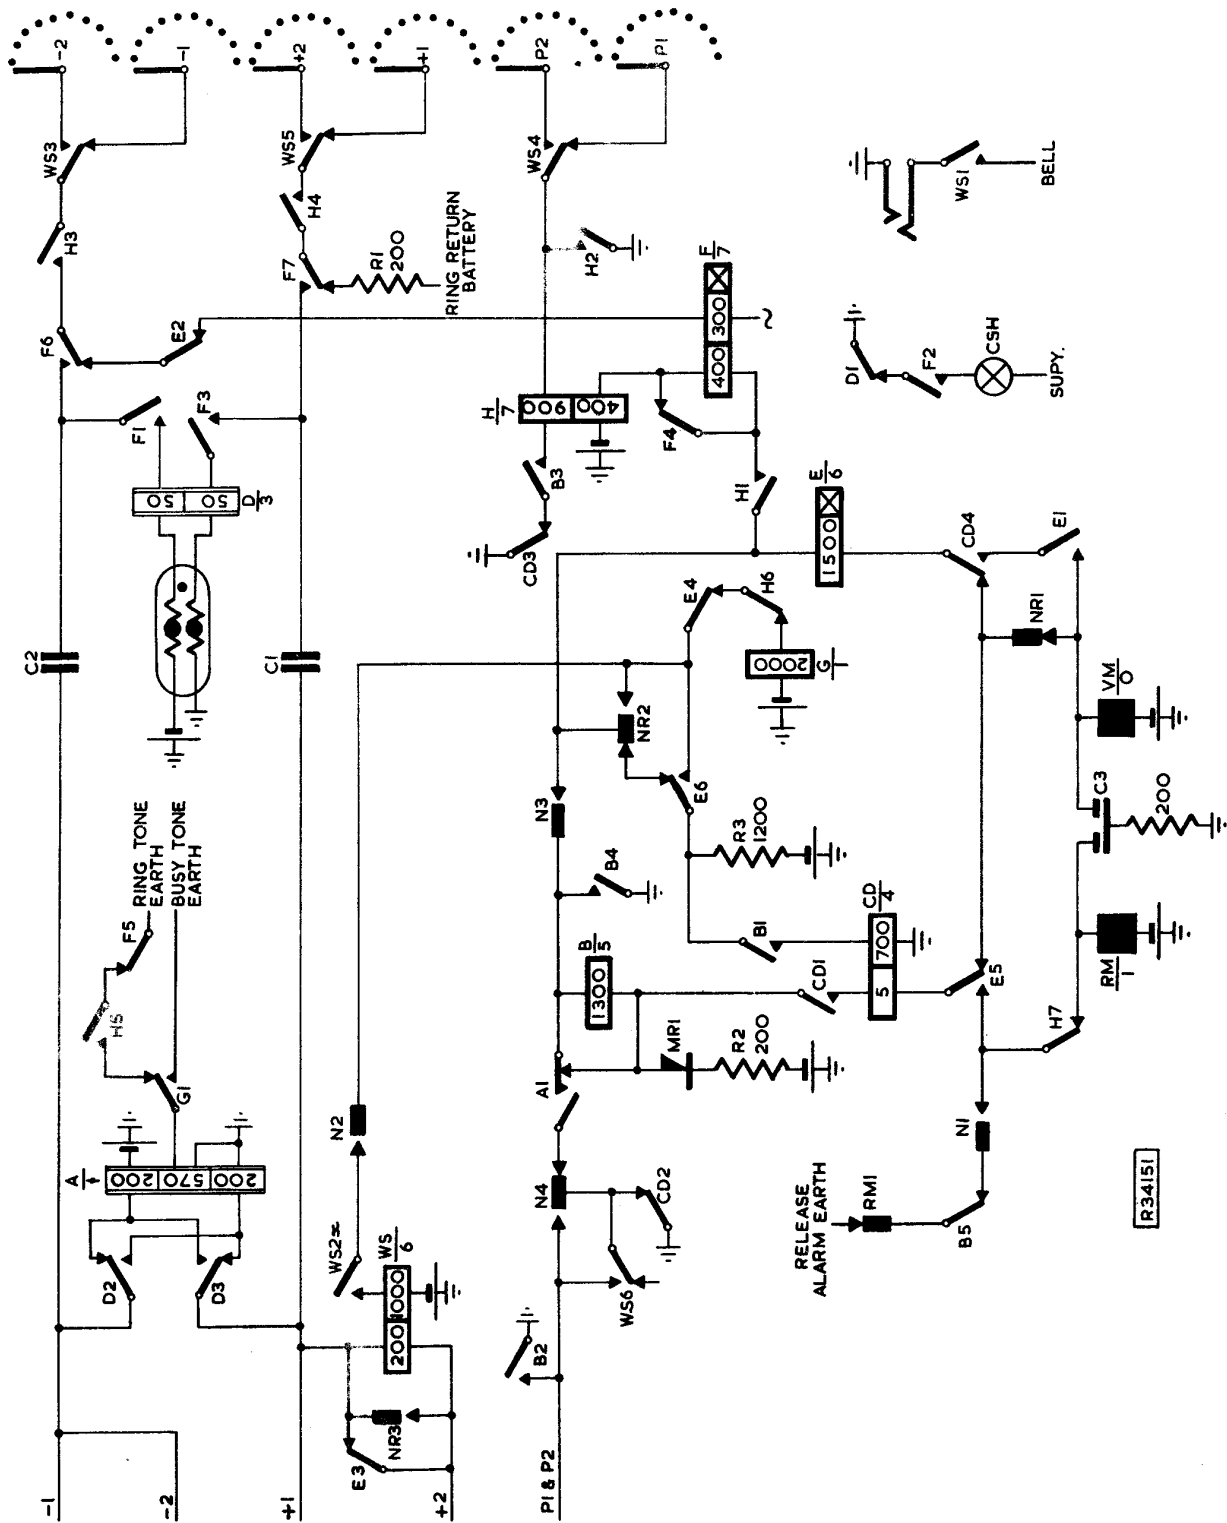 -1
-2
+1
+2
D2
D3
A
200
570
200
G1
H5
F5
RING TONE
EARTH
BUSY TONE
EARTH
C2
C1
50
50
D
3
F1
F3
F6
E2
H3
WS3
-2
-1
F7
H4
WS5
+2
+1
R1
200
RING RETURN
BATTERY
E3
NR3
WS2x
200
1000
WS
6
N2
P1 & P2
B2
WS6
CD2
N4
A1
MR1
R2
200
B
5
1300
B4
N3
CD1
B1
5
700
CD
4
R3
1200
E6
NR2
E4
H6
2000
G
1
CD3
B3
H
7
900
400
F4
H1
400
300
F
7
H2
WS4
P2
P1
1500
E
6
CD4
E1
NR1
VM
0
C3
200
RM
1
H7
E5
N1
B5
RM1
RELEASE
ALARM EARTH
D1
F2
CSH
SUPY.
WS1
BELL
R34151